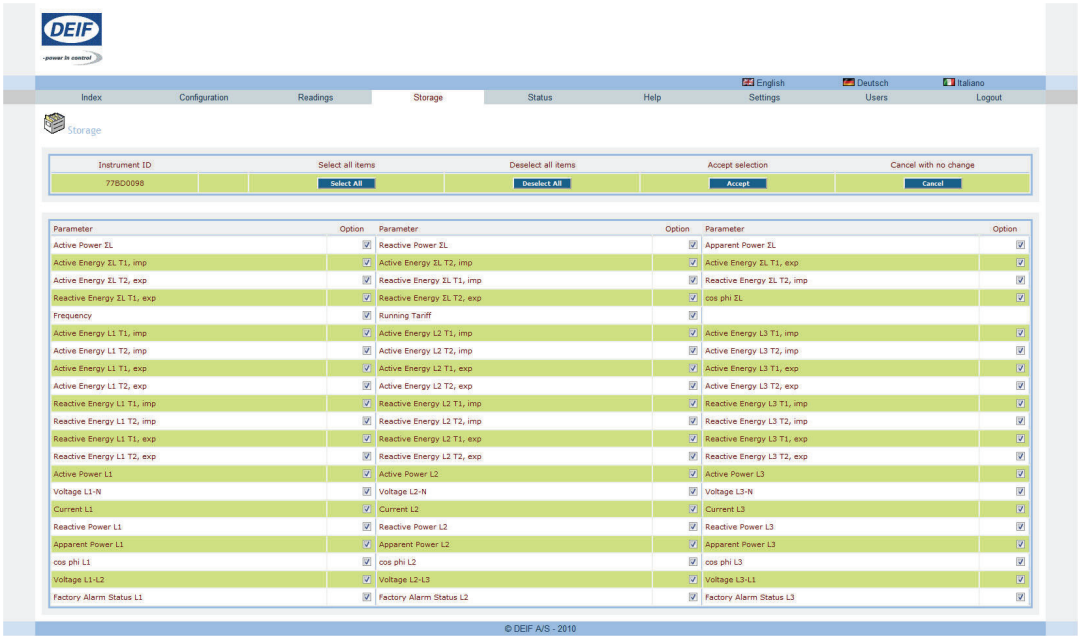 DEIF
-power in control
English Deutsch Italiano
Index Configuration Readings Storage Status Help Settings Users Logout
Storage
Instrument ID Select all items Deselect all items Accept selection Cancel with no change
77BD0098 Select All Deselect All Accept Cancel
Parameter Option Parameter Option Parameter Option
Active Power ΣL Reactive Power ΣL Apparent Power ΣL
Active Energy ΣL T1, imp Active Energy ΣL T2, imp Active Energy ΣL T1, exp
Active Energy ΣL T2, exp Reactive Energy ΣL T1, imp Reactive Energy ΣL T2, imp
Reactive Energy ΣL T1, exp Reactive Energy ΣL T2, exp cos phi ΣL
Frequency Running Tariff
Active Energy L1 T1, imp Active Energy L2 T1, imp Active Energy L3 T1, imp
Active Energy L1 T2, imp Active Energy L2 T2, imp Active Energy L3 T2, imp
Active Energy L1 T1, exp Active Energy L2 T1, exp Active Energy L3 T1, exp
Active Energy L1 T2, exp Active Energy L2 T2, exp Active Energy L3 T2, exp
Reactive Energy L1 T1, imp Reactive Energy L2 T1, imp Reactive Energy L3 T1, imp
Reactive Energy L1 T2, imp Reactive Energy L2 T2, imp Reactive Energy L3 T2, imp
Reactive Energy L1 T1, exp Reactive Energy L2 T1, exp Reactive Energy L3 T1, exp
Reactive Energy L1 T2, exp Reactive Energy L2 T2, exp Reactive Energy L3 T2, exp
Active Power L1 Active Power L2 Active Power L3
Voltage L1-N Voltage L2-N Voltage L3-N
Current L1 Current L2 Current L3
Reactive Power L1 Reactive Power L2 Reactive Power L3
Apparent Power L1 Apparent Power L2 Apparent Power L3
cos phi L1 cos phi L2 cos phi L3
Voltage L1-L2 Voltage L2-L3 Voltage L3-L1
Factory Alarm Status L1 Factory Alarm Status L2 Factory Alarm Status L3
© DEIF A/S - 2010